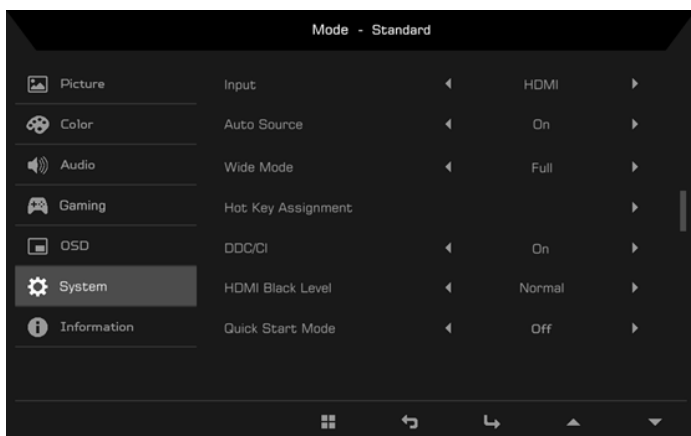 Mode - Standard
Picture
Input HDMI
Color
Auto Source On
Audio
Wide Mode Full
Gaming
Hot Key Assignment
OSD
DDC/CI On
System
HDMI Black Level Normal
Information
Quick Start Mode Off